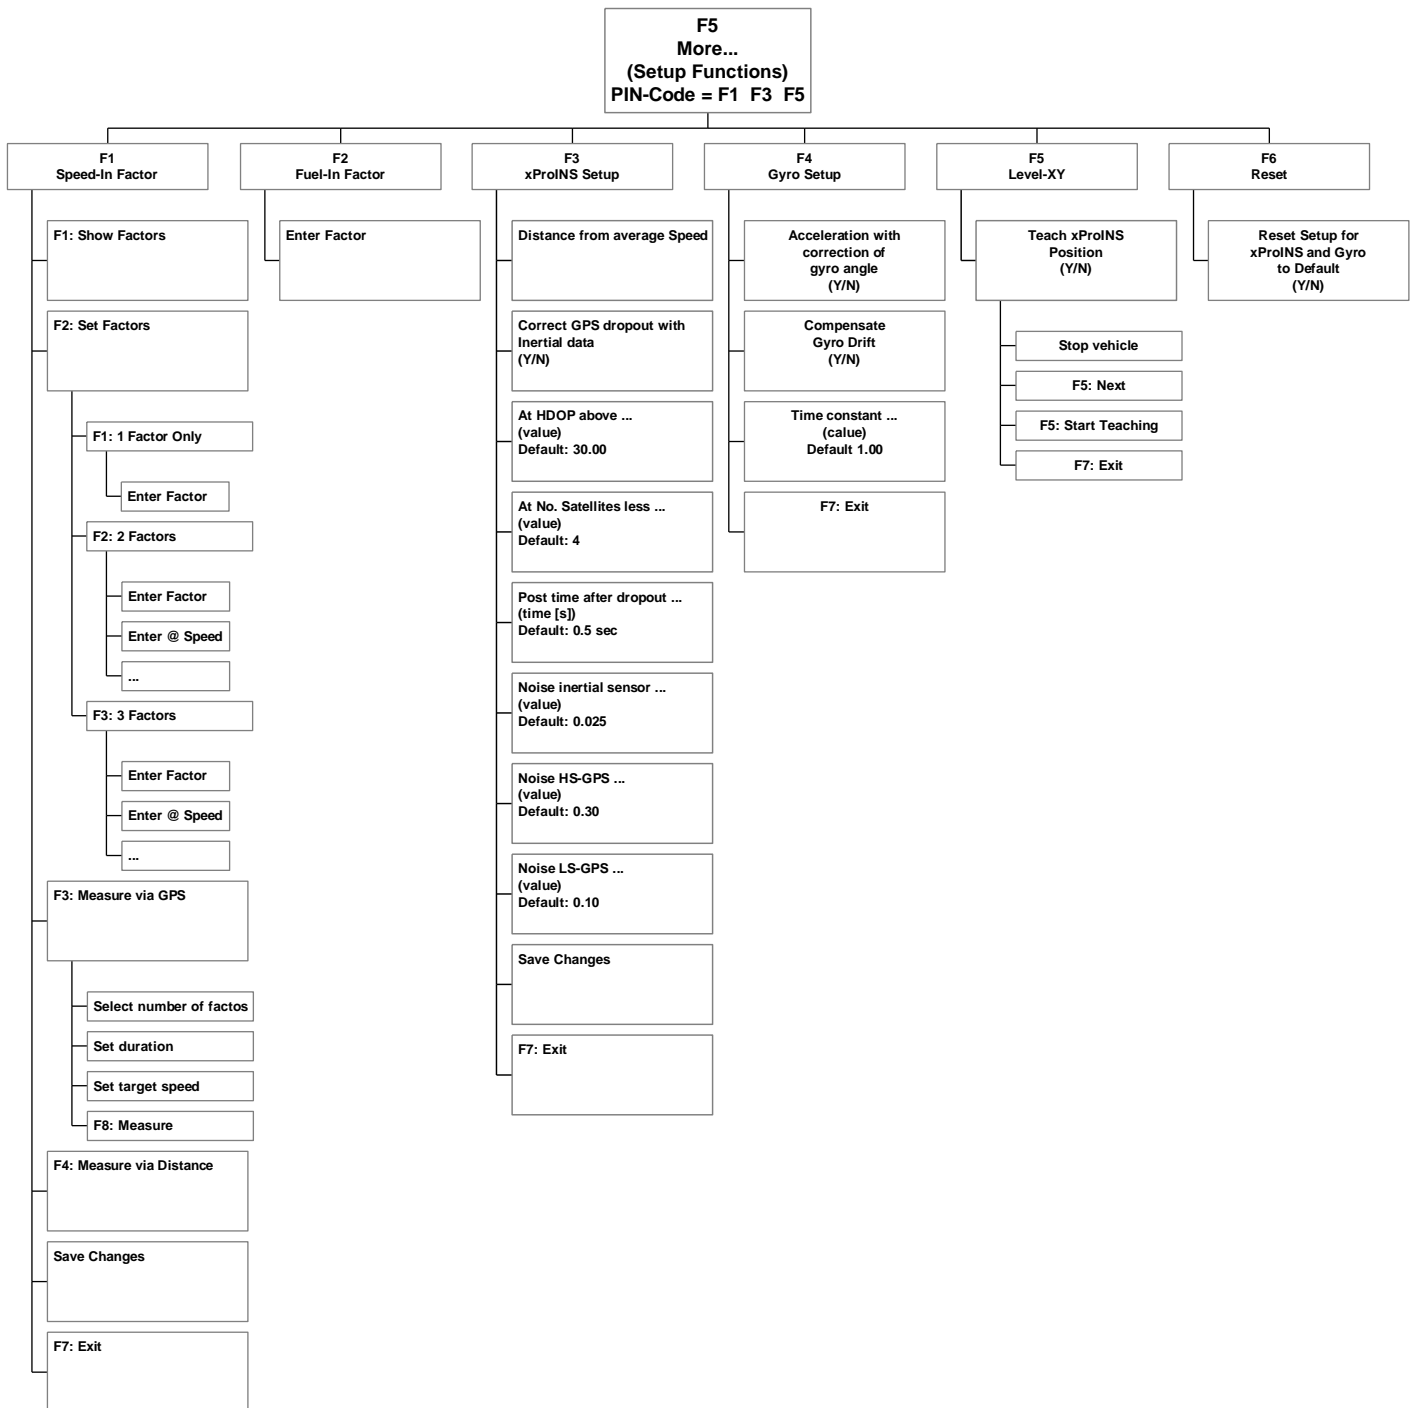 F5
More...
(Setup Functions)
PIN-Code = F1 F3 F5
F1
Speed-In Factor
F1: Show Factors
F2: Set Factors
F1: 1 Factor Only
Enter Factor
F2: 2 Factors
Enter Factor
Enter @ Speed
...
F3: 3 Factors
Enter Factor
Enter @ Speed
...
F3: Measure via GPS
Select number of factos
Set duration
Set target speed
F8: Measure
F4: Measure via Distance
Save Changes
F7: Exit
F2
Fuel-In Factor
Enter Factor
F3
xProINS Setup
Distance from average Speed
Correct GPS dropout with
Inertial data
(Y/N)
At HDOP above ...
(value)
Default: 30.00
At No. Satellites less ...
(value)
Default: 4
Post time after dropout ...
(time [s])
Default: 0.5 sec
Noise inertial sensor ...
(value)
Default: 0.025
Noise HS-GPS ...
(value)
Default: 0.30
Noise LS-GPS ...
(value)
Default: 0.10
Save Changes
F7: Exit
F4
Gyro Setup
Acceleration with
correction of
gyro angle
(Y/N)
Compensate
Gyro Drift
(Y/N)
Time constant ...
(calue)
Default 1.00
F7: Exit
F5
Level-XY
Teach xProINS
Position
(Y/N)
Stop vehicle
F5: Next
F5: Start Teaching
F7: Exit
F6
Reset
Reset Setup for
xProINS and Gyro
to Default
(Y/N)